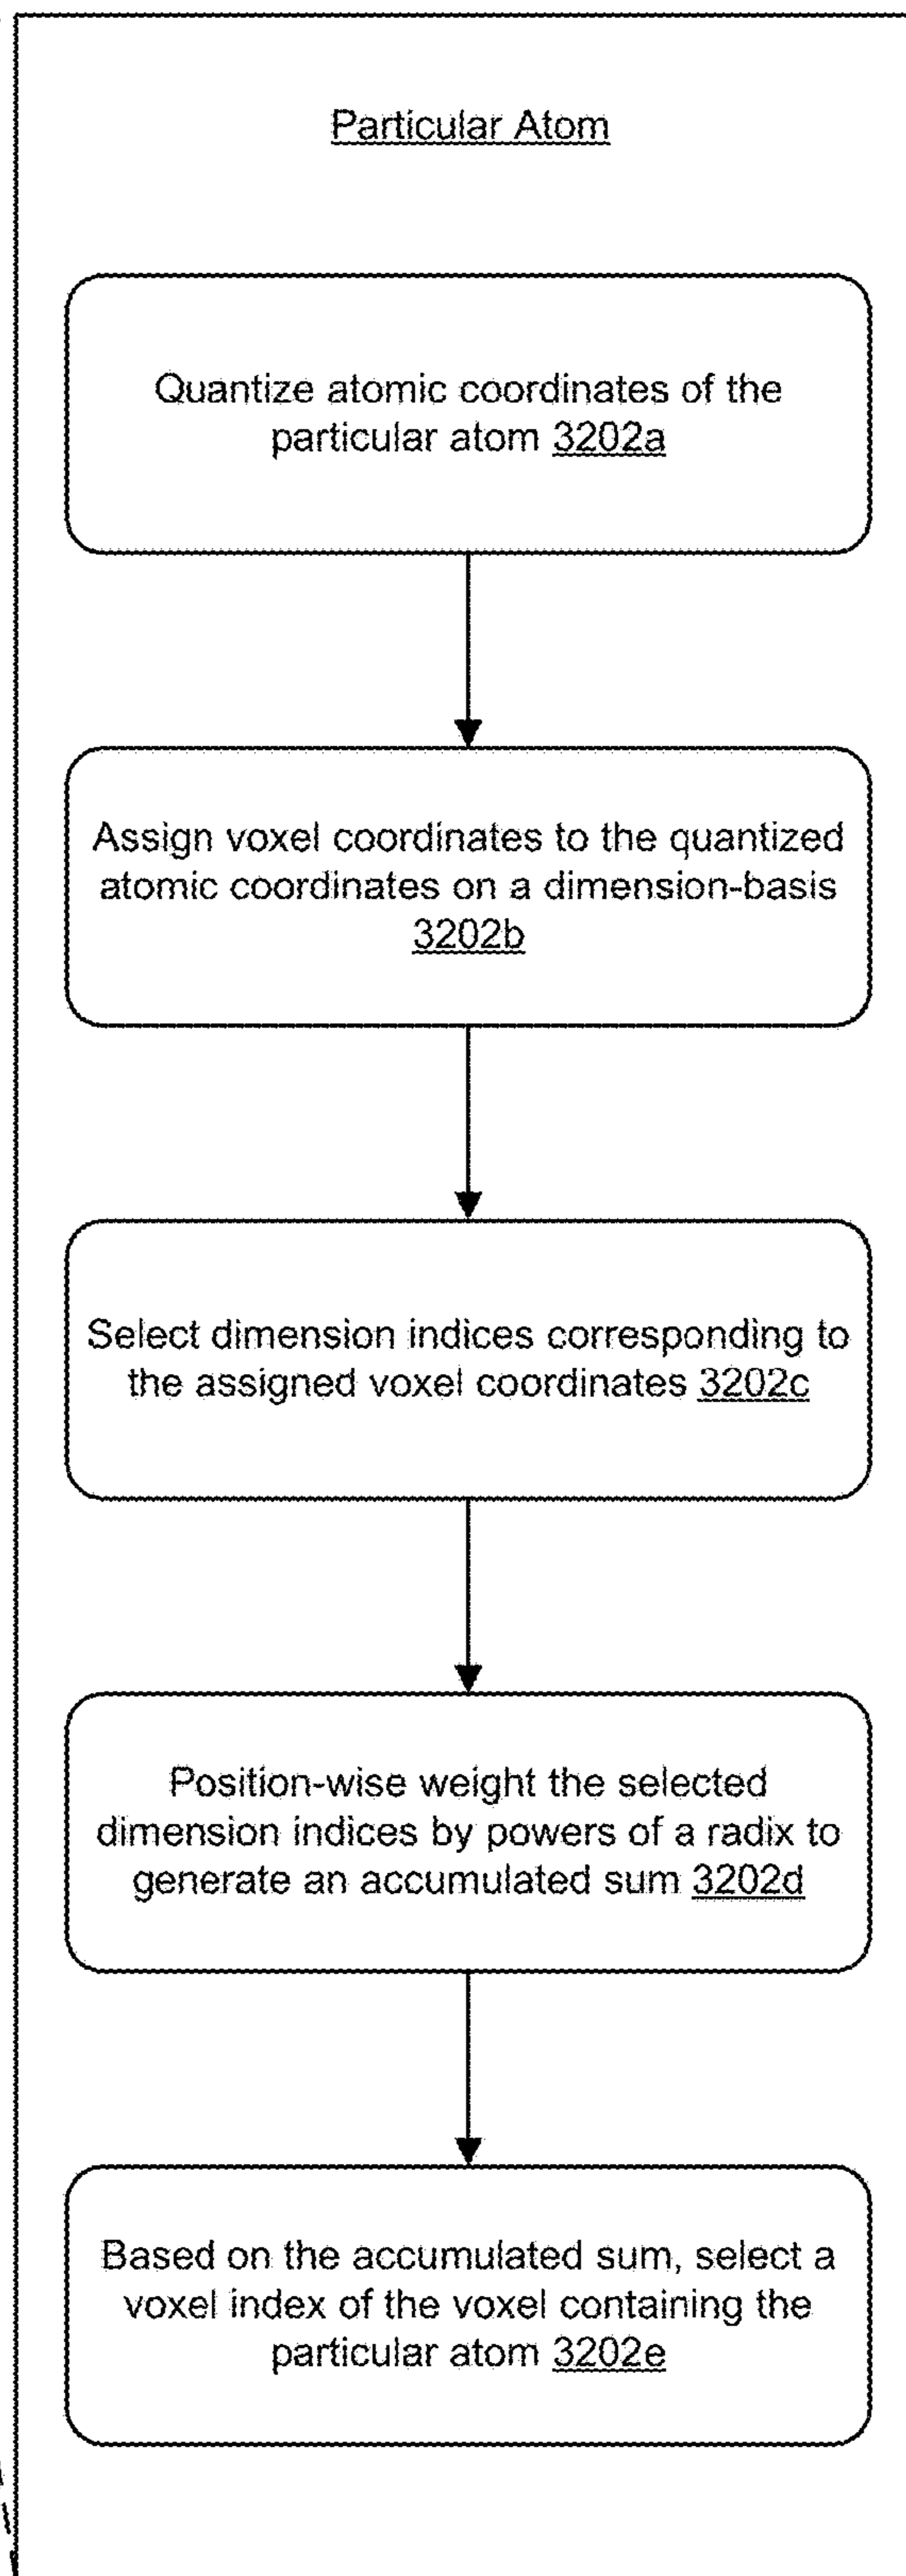 Particular Atom
Quantize atomic coordinates of the
particular atom 3202a
Assign voxel coordinates to the quantized
atomic coordinates on a dimension-basis
3202b
Select dimension indices corresponding to
the assigned voxel coordinates 3202c
Position-wise weight the selected
dimension indices by powers of a radix to
generate an accumulated sum 3202d
Based on the accumulated sum, select a
voxel index of the voxel containing the
particular atom 3202e